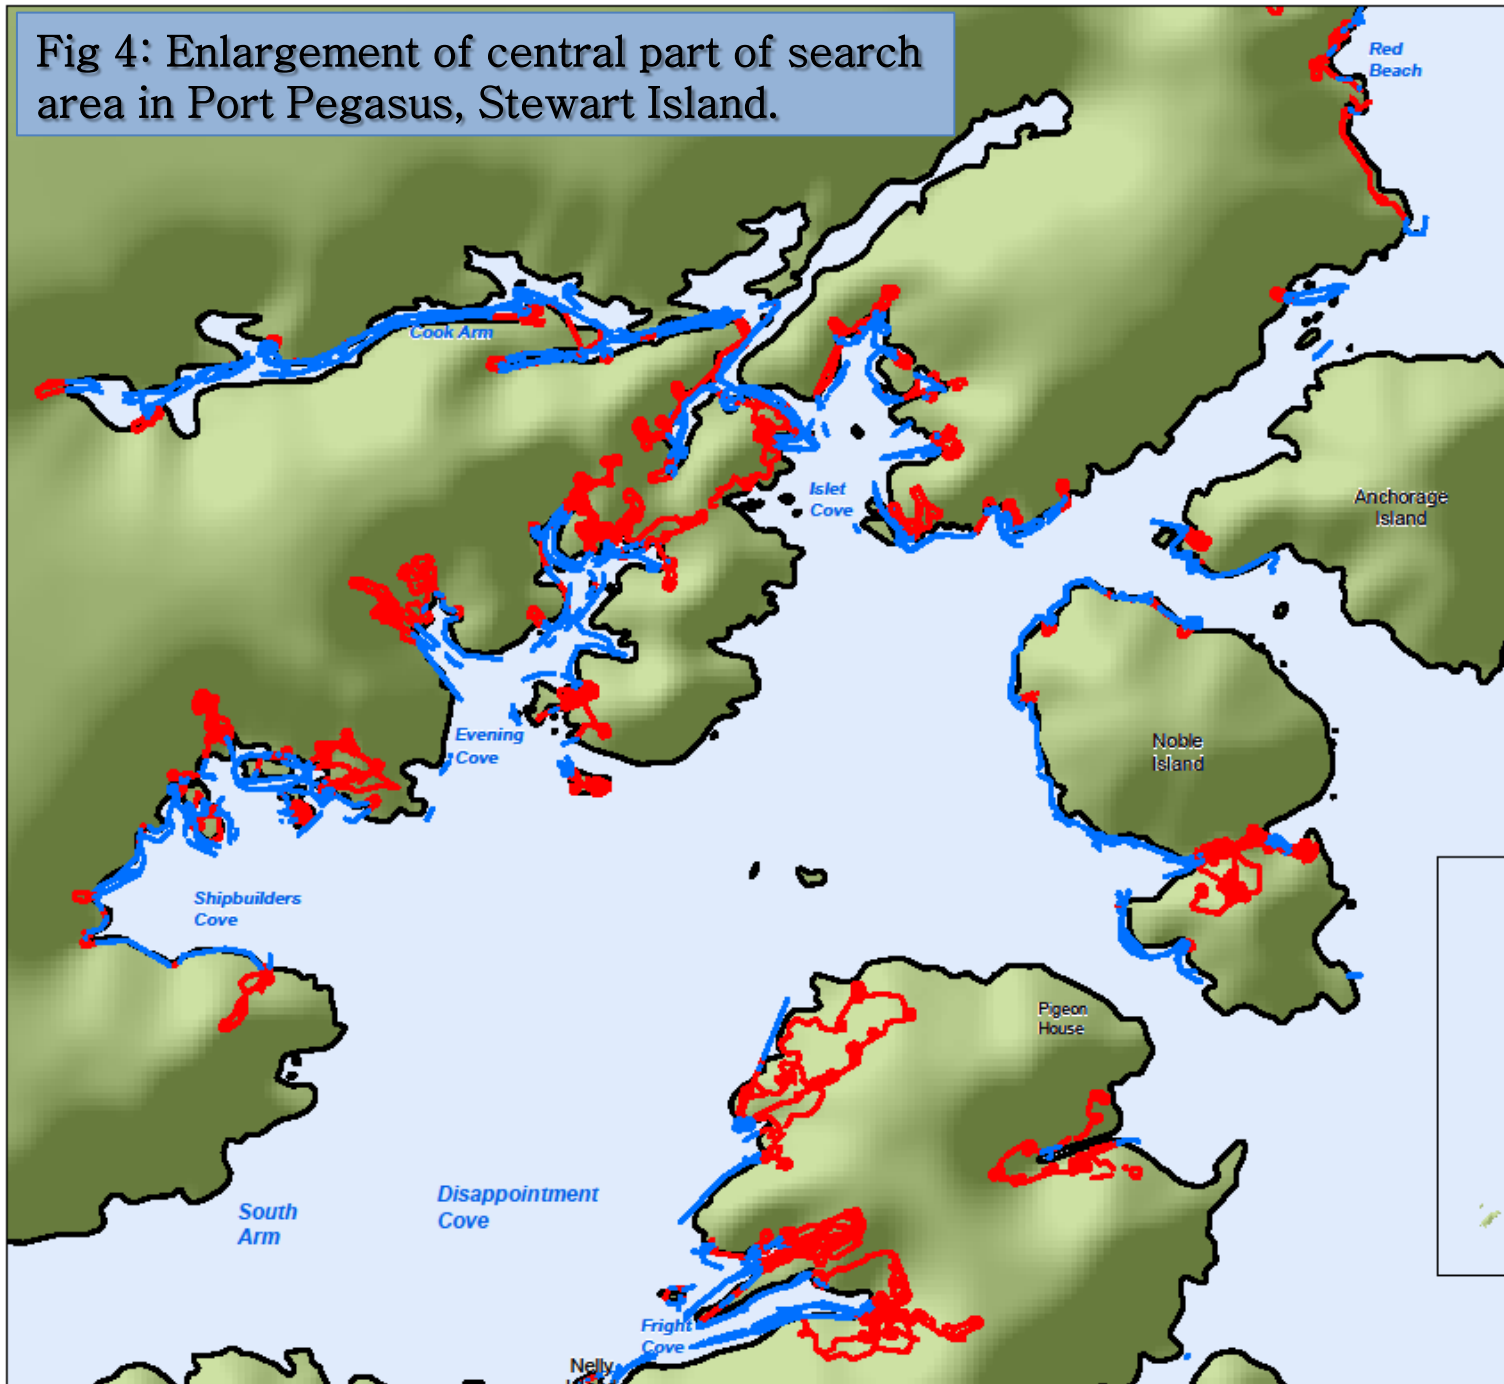 Fig 4: Enlargement of central part of search
area in Port Pegasus, Stewart Island.
Red
Beach
Cook Arm
Islet
Cove
Anchorage
Island
Evening
Cove
Noble
Island
Shipbuilders
Cove
Pigeon
House
Disappointment
Cove
South
Arm
Fright
Cove
Nelly